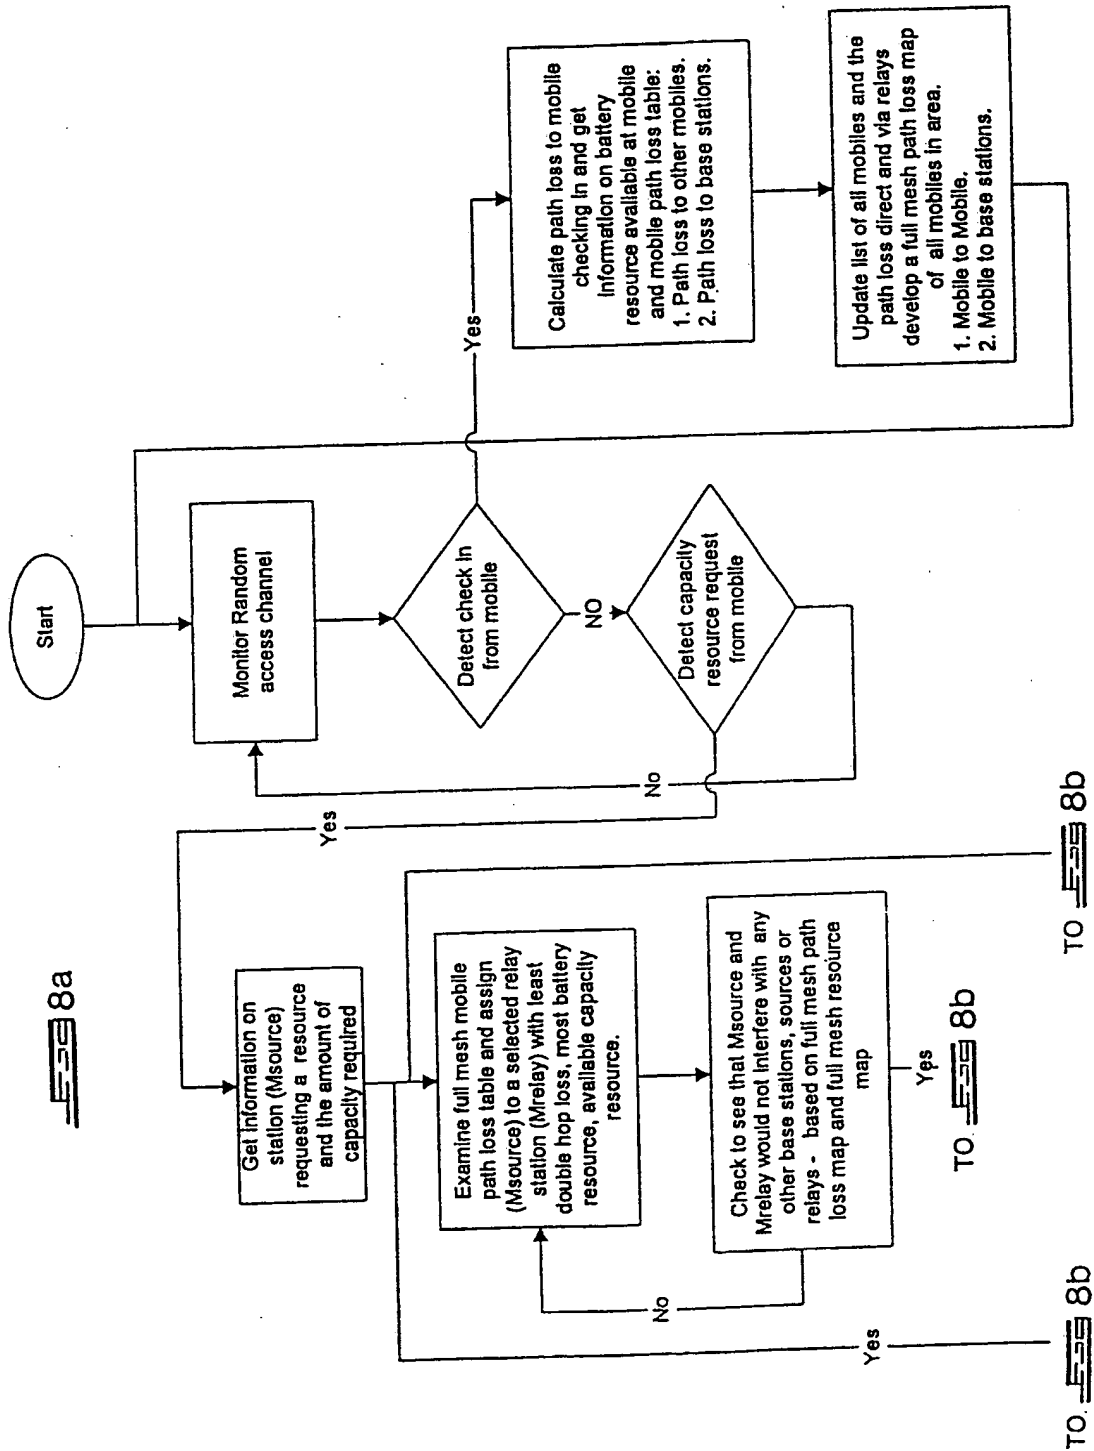 Fig 8a
Start
Monitor Random
access channel
Detect check in
from mobile
Yes
NO
Calculate path loss to mobile
checking in and get
Information on battery
resource available at mobile
and mobile path loss table:
1. Path loss to other mobiles.
2. Path loss to base stations.
Update list of all mobiles and the
path loss direct and via relays
develop a full mesh path loss map
of all mobiles in area.
1. Mobile to Mobile.
2. Mobile to base stations.
Detect capacity
resource request
from mobile
No
Yes
Get information on
station (Msource)
requesting a resource
and the amount of
capacity required
Examine full mesh mobile
path loss table and assign
(Msource) to a selected relay
station (Mrelay) with least
double hop loss, most battery
resource, available capacity
resource.
Check to see that Msource and
Mrelay would not interfere with any
other base stations, sources or
relays - based on full mesh path
loss map and full mesh resource
map
No
Yes
Yes
TO. Fig 8b
TO. Fig 8b
TO Fig 8b